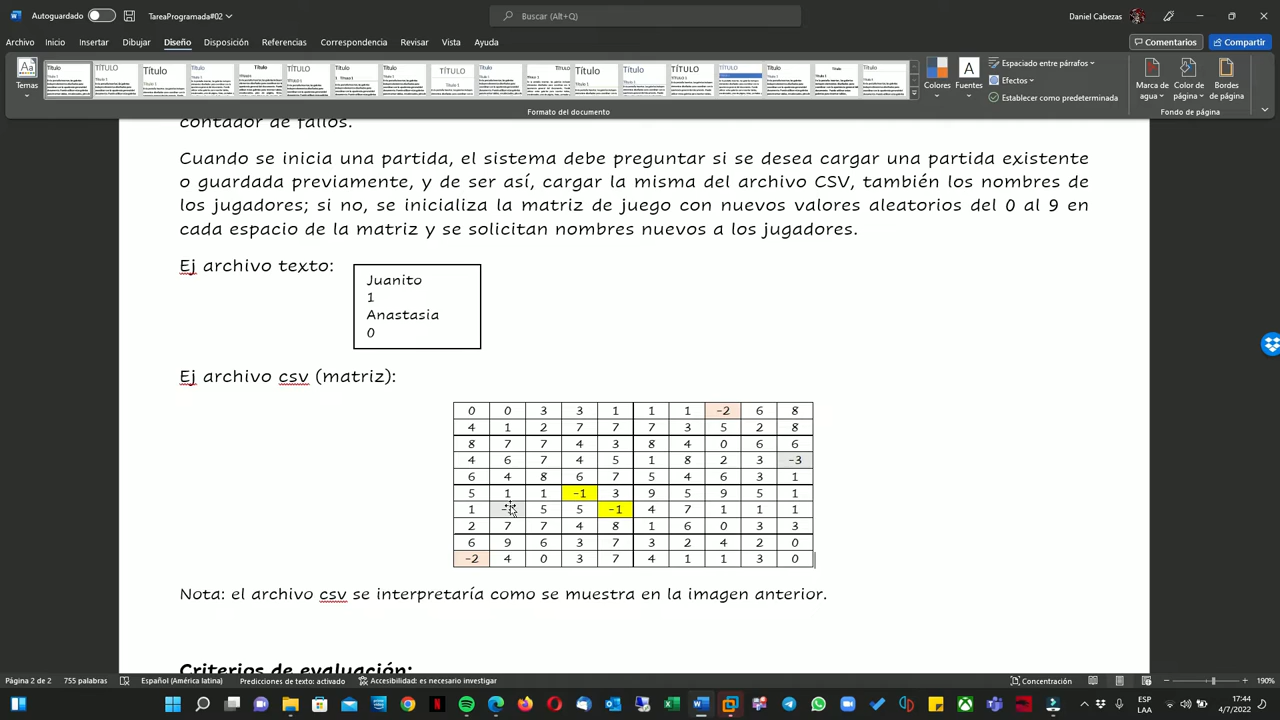 Autoguardado
TareaProgramada#02
Buscar (Alt+Q)
Daniel Cabezas
Archivo Inicio Insertar Dibujar Diseño Disposición Referencias Correspondencia Revisar Vista Ayuda
Comentarios Compartir
Espaciado entre párrafos
Efectos
Establecer como predeterminada
Colores Fuentes
Marca de agua
Color de página
Bordes de página
Formato del documento
Fondo de página
contador de fallos.
Cuando se inicia una partida, el sistema debe preguntar si se desea cargar una partida existente
o guardada previamente, y de ser así, cargar la misma del archivo CSV, también los nombres de
los jugadores; si no, se inicializa la matriz de juego con nuevos valores aleatorios del 0 al 9 en
cada espacio de la matriz y se solicitan nombres nuevos a los jugadores.
Ej archivo texto:
Juanito
1
Anastasia
0
Ej archivo csv (matriz):
0 0 3 3 1 1 1 -2 6 8
4 1 2 7 7 7 3 5 2 8
8 7 7 4 3 8 4 0 6 6
4 6 7 4 5 1 8 2 3 -3
6 4 8 6 7 5 4 6 3 1
5 1 1 -1 3 9 5 9 5 1
1 5 5 -1 4 7 1 1 1
2 7 7 4 8 1 6 0 3 3
6 9 6 3 7 3 2 4 2 0
-2 4 0 3 7 4 1 1 3 0
Nota: el archivo csv se interpretaría como se muestra en la imagen anterior.
Criterios de evaluación:
Página 2 de 2 755 palabras Español (América latina) Predicciones de texto: activado Accesibilidad: es necesario investigar
Concentración
190%
ESP
LAA
17:44
4/7/2022